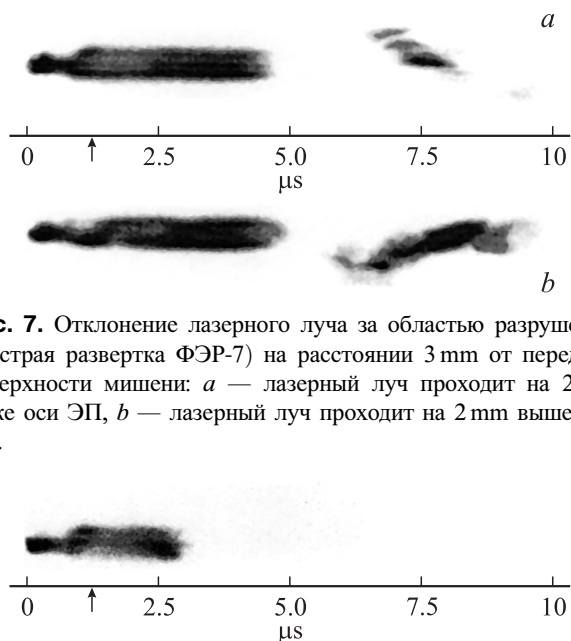 a
0 2.5 5.0 7.5 10
μs
b
с. 7. Отклонение лазерного луча за областью разруше
страя развертка ФЭР-7) на расстоянии 3 mm от перед
ерхности мишени: a — лазерный луч проходит на 2
же оси ЭП, b — лазерный луч проходит на 2 mm выше
.
0 2.5 5.0 7.5 10
μs